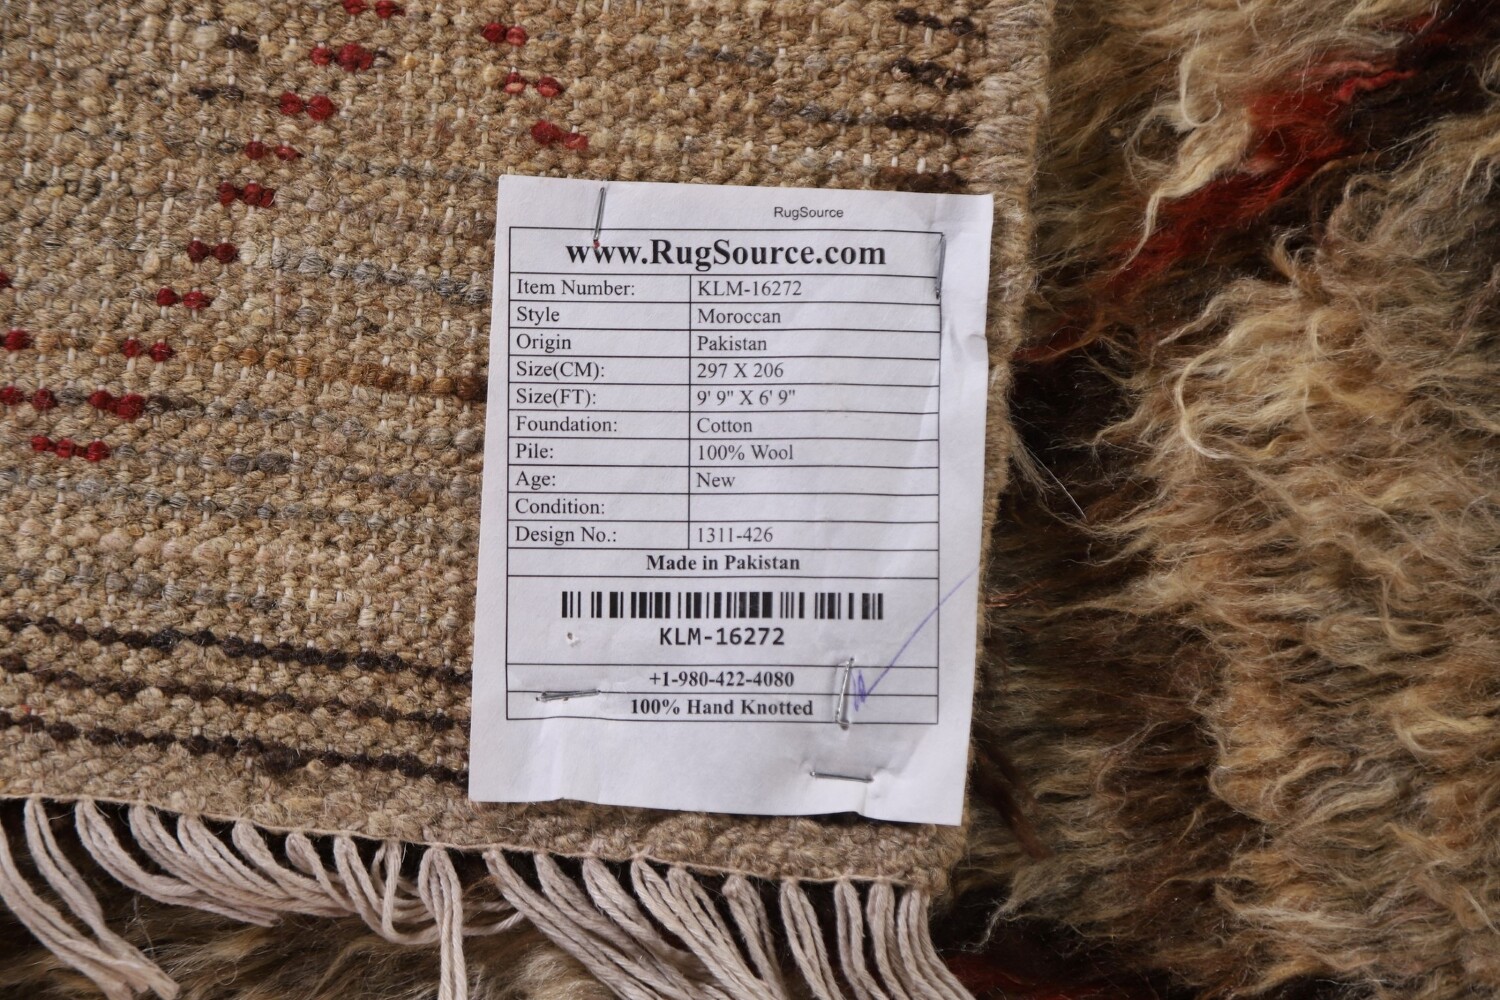 RugSource
www.RugSource.com
Item Number: KLM-16272
Style Moroccan
Origin Pakistan
Size(CM): 297 X 206
Size(FT): 9' 9" X 6' 9"
Foundation: Cotton
Pile: 100% Wool
Age: New
Condition:
Design No.: 1311-426
Made in Pakistan
KLM-16272
+1-980-422-4080
100% Hand Knotted